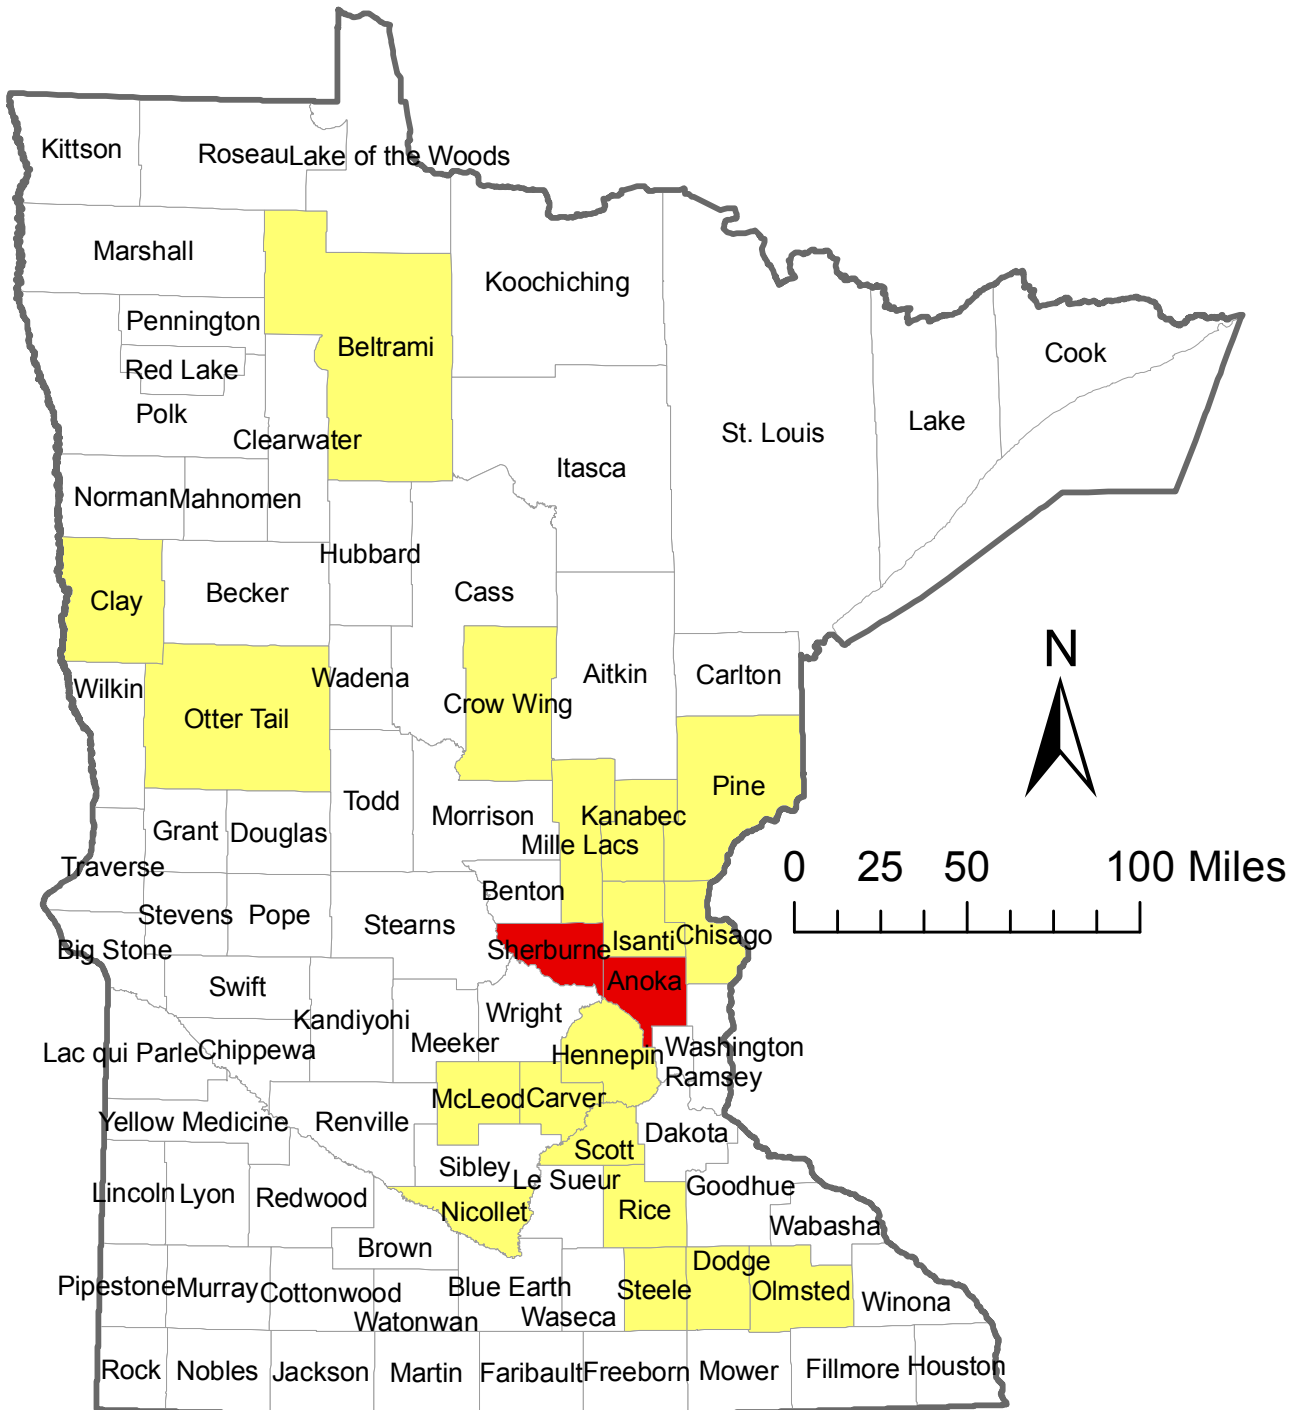 Kittson
Roseau
Lake of the Woods
Marshall
Koochiching
Pennington
Beltrami
Cook
Red Lake
Polk
Lake
St. Louis
Clearwater
Itasca
Norman
Mahnomen
Hubbard
Cass
Becker
Clay
N
Aitkin
Carlton
Wadena
Wilkin
Crow Wing
Otter Tail
Pine
Todd
Morrison
Kanabec
Grant
Douglas
Mille Lacs
Traverse
0 25 50 100 Miles
Benton
Stevens
Pope
Stearns
Chisago
Isanti
Big Stone
Sherburne
Anoka
Swift
Wright
Kandiyohi
Meeker
Washington
Lac qui Parle
Chippewa
Hennepin
Ramsey
McLeod
Carver
Yellow Medicine
Renville
Dakota
Scott
Sibley
Le Sueur
Goodhue
Lincoln
Lyon
Redwood
Nicollet
Rice
Wabasha
Brown
Dodge
Pipestone
Murray
Cottonwood
Blue Earth
Steele
Olmsted
Winona
Watonwan
Waseca
Rock
Nobles
Jackson
Martin
Faribault
Freeborn
Mower
Fillmore
Houston